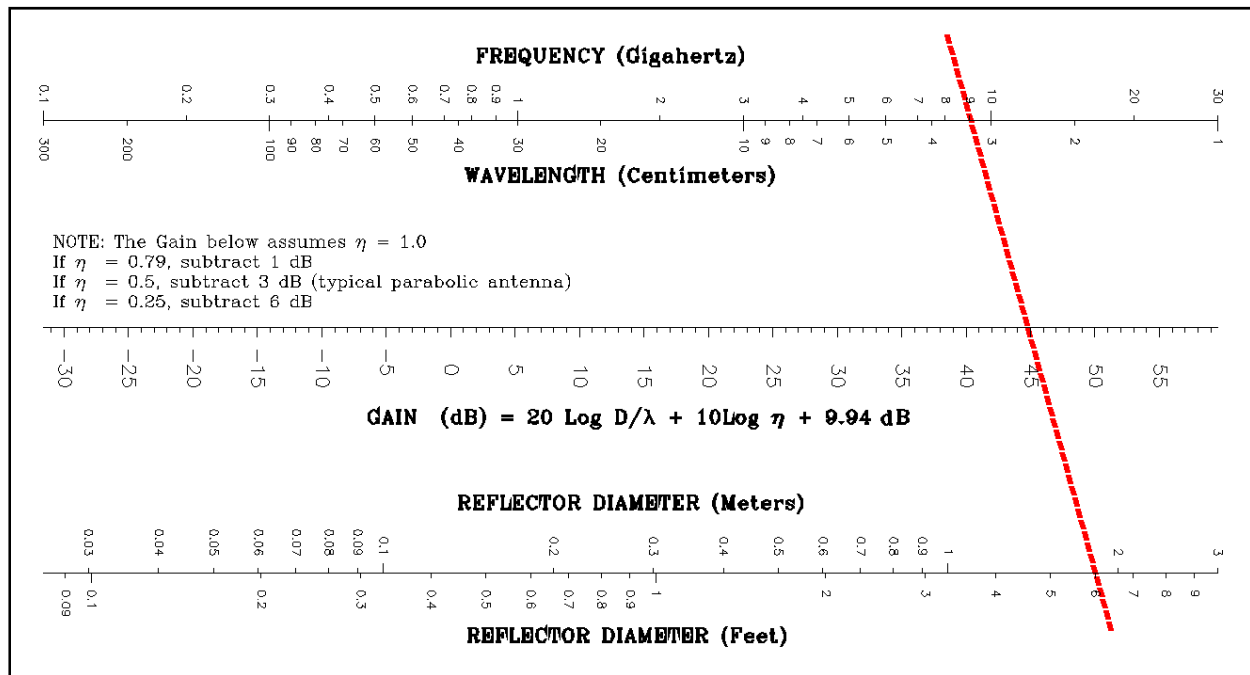 FREQUENCY (Gigahertz)
0.1 0.2 0.3 0.4 0.5 0.6 0.7 0.8 0.9 1 2 3 4 5 6 7 8 9 10 20 30
300 200 100 90 80 70 60 50 40 30 20 10 9 8 7 6 5 4 3 2 1
WAVELENGTH (Centimeters)
NOTE: The Gain below assumes η = 1.0
If η = 0.79, subtract 1 dB
If η = 0.5, subtract 3 dB (typical parabolic antenna)
If η = 0.25, subtract 6 dB
-30 -25 -20 -15 -10 -5 0 5 10 15 20 25 30 35 40 45 50 55
GAIN (dB) = 20 Log D/λ + 10Log η + 9.94 dB
REFLECTOR DIAMETER (Meters)
0.03 0.04 0.05 0.06 0.07 0.08 0.09 0.1 0.2 0.3 0.4 0.5 0.6 0.7 0.8 0.9 1 2 3
0.09 0.1 0.2 0.3 0.4 0.5 0.6 0.7 0.8 0.9 1 2 3 4 5 6 7 8 9
REFLECTOR DIAMETER (Feet)